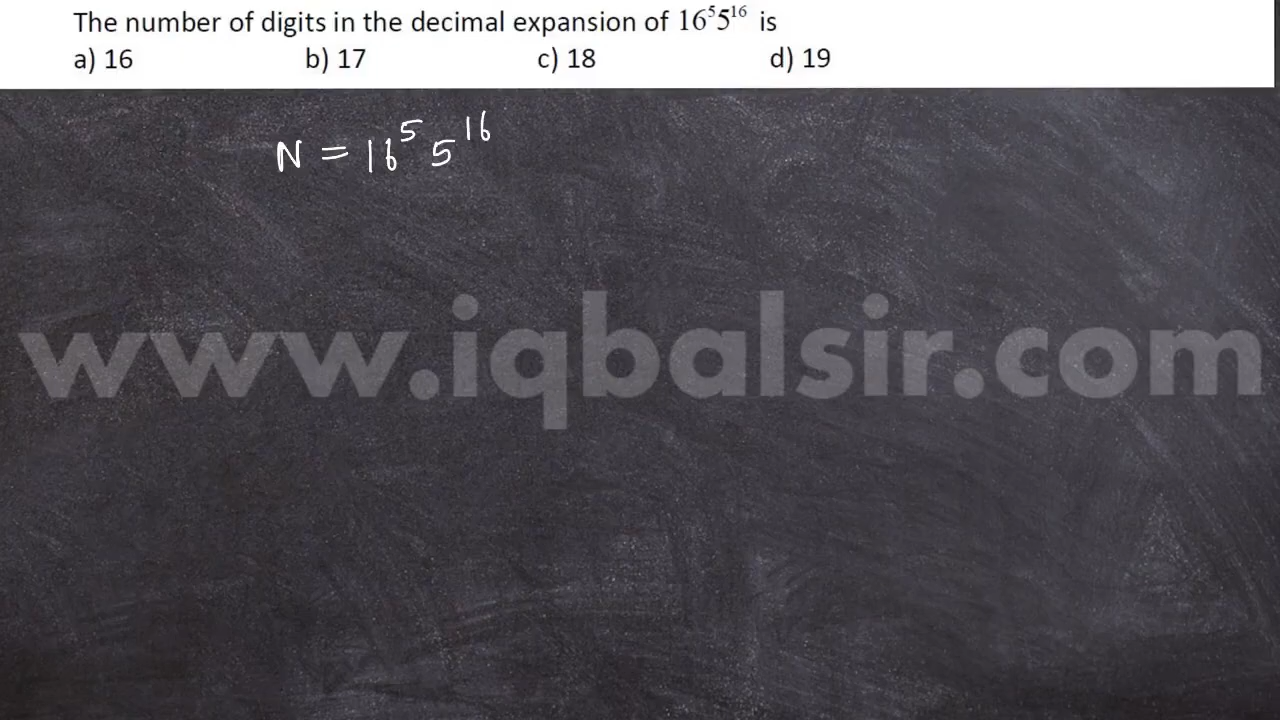 The number of digits in the decimal expansion of 16⁵5¹⁶ is
a) 16 b) 17 c) 18 d) 19
N = 16⁵ 5¹⁶
www.iqbalsir.com